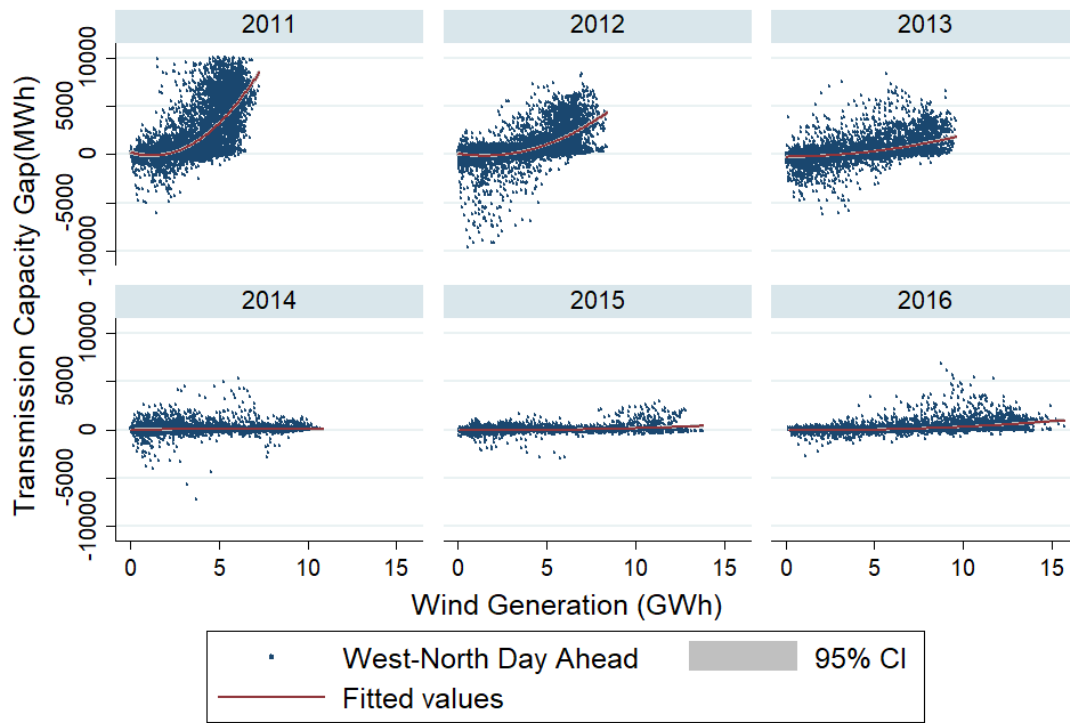 2011 2012 2013
Transmission Capacity Gap(MWh)
10000
5000
0
-5000
-10000
2014 2015 2016
10000
5000
0
-5000
-10000
0 5 10 15 0 5 10 15 0 5 10 15
Wind Generation (GWh)
West-North Day Ahead 95% CI
Fitted values